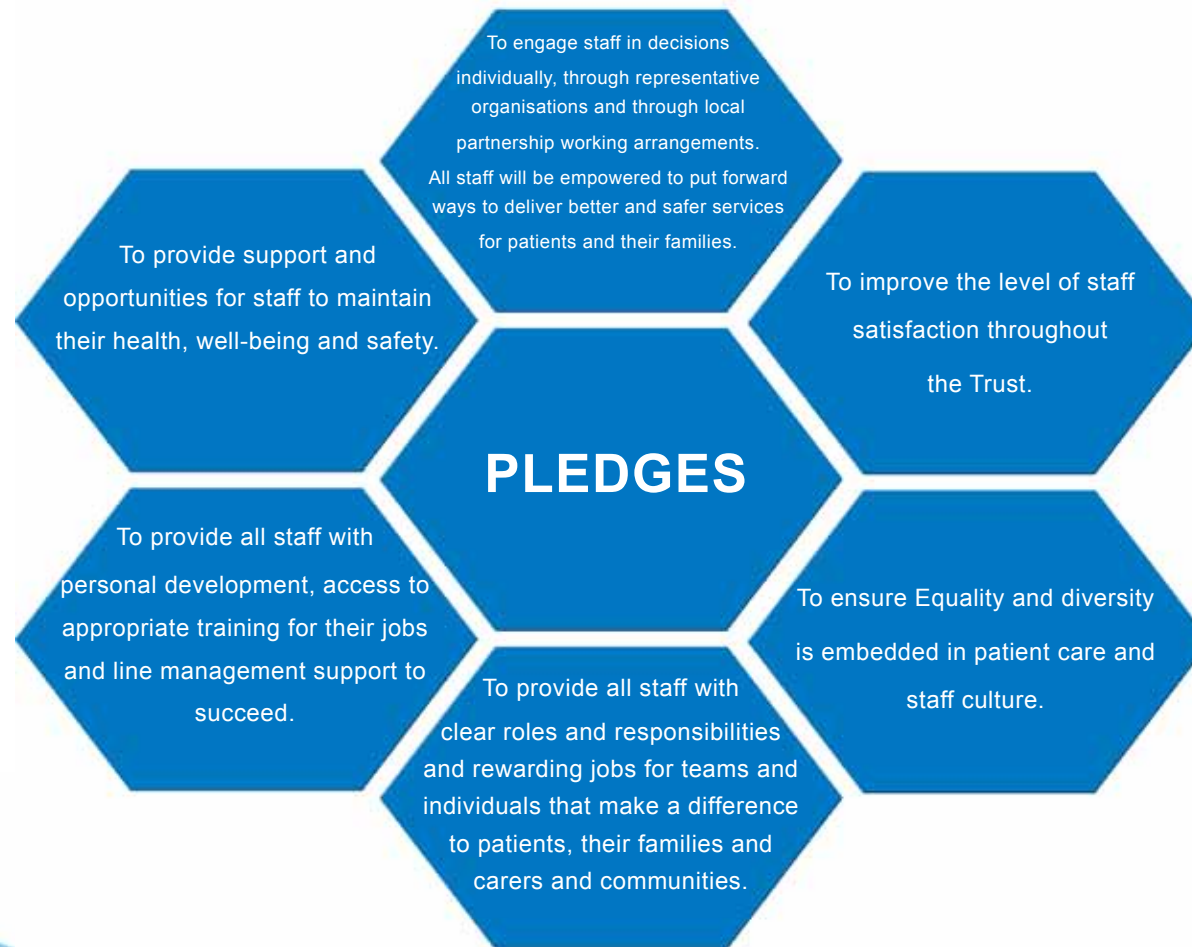 To engage staff in decisions
individually, through representative
organisations and through local
partnership working arrangements.
All staff will be empowered to put forward
ways to deliver better and safer services
for patients and their families.
To provide support and
opportunities for staff to maintain
their health, well-being and safety.
To improve the level of staff
satisfaction throughout
the Trust.
PLEDGES
To provide all staff with
personal development, access to
appropriate training for their jobs
and line management support to
succeed.
To ensure Equality and diversity
is embedded in patient care and
staff culture.
To provide all staff with
clear roles and responsibilities
and rewarding jobs for teams and
individuals that make a difference
to patients, their families and
carers and communities.